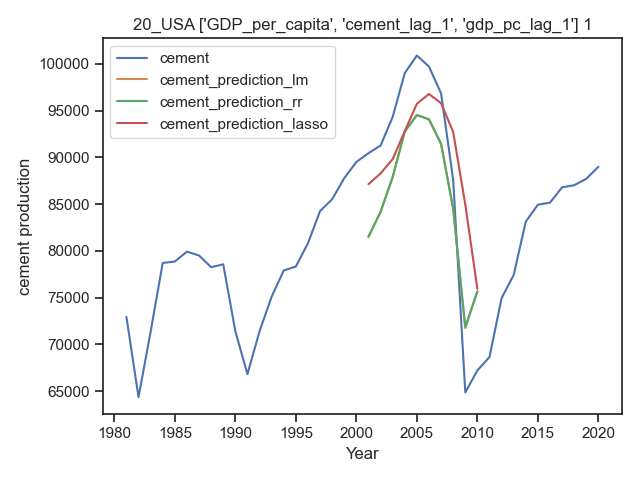 20_USA ['GDP_per_capita', 'cement_lag_1', 'gdp_pc_lag_1'] 1
cement
cement_prediction_lm
cement_prediction_rr
cement_prediction_lasso
cement production
100000
95000
90000
85000
80000
75000
70000
65000
1980 1985 1990 1995 2000 2005 2010 2015 2020
Year